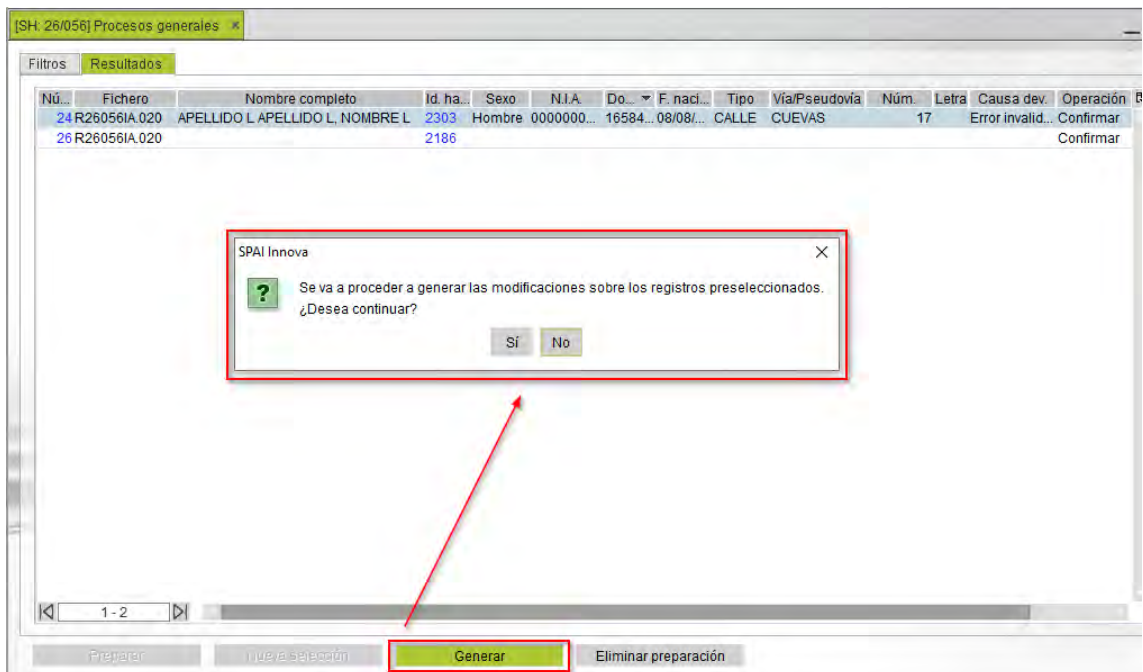 [SH: 26/056] Procesos generales
Filtros Resultados
Nú... Fichero Nombre completo Id. ha... Sexo N.I.A. Do... F. naci... Tipo Vía/Pseudovía Núm. Letra Causa dev. Operación
24 R26056IA.020 APELLIDO L APELLIDO L, NOMBRE L 2303 Hombre 0000000... 16584... 08/08/... CALLE CUEVAS 17 Error invalid... Confirmar
26 R26056IA.020 2186 Confirmar
SPAI Innova
Se va a proceder a generar las modificaciones sobre los registros preseleccionados.
¿Desea continuar?
Sí No
1 - 2
Preparar Nueva selección Generar Eliminar preparación